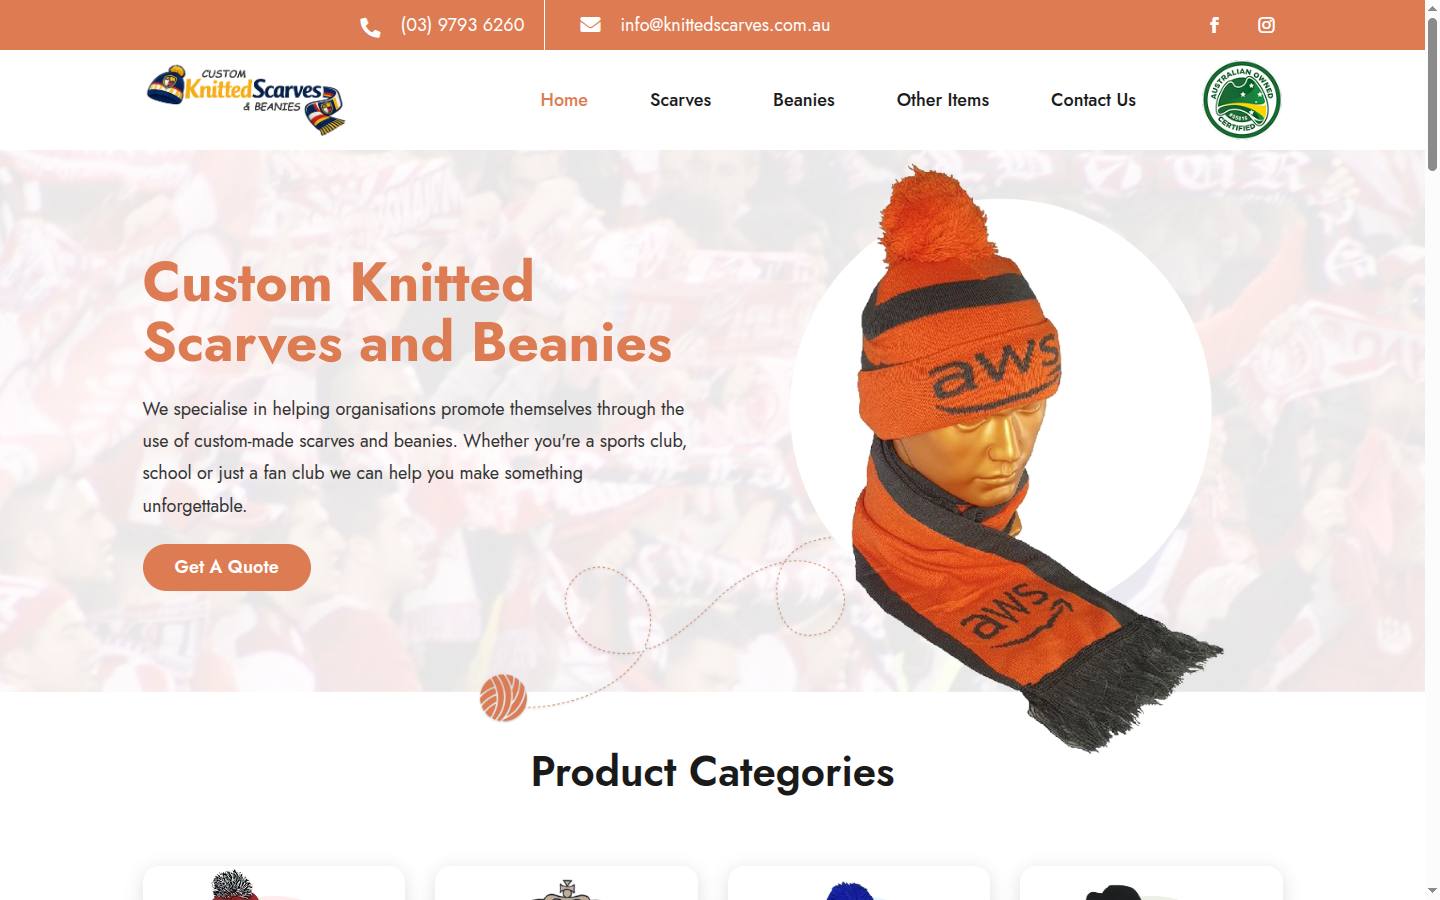 (03) 9793 6260
info@knittedscarves.com.au
CUSTOM
KnittedScarves
& BEANIES
Home
Scarves
Beanies
Other Items
Contact Us
AUSTRALIAN OWNED
CERTIFIED
Custom Knitted
Scarves and Beanies
We specialise in helping organisations promote themselves through the
use of custom-made scarves and beanies. Whether you're a sports club,
school or just a fan club we can help you make something
unforgettable.
Get A Quote
aws
aws
Product Categories